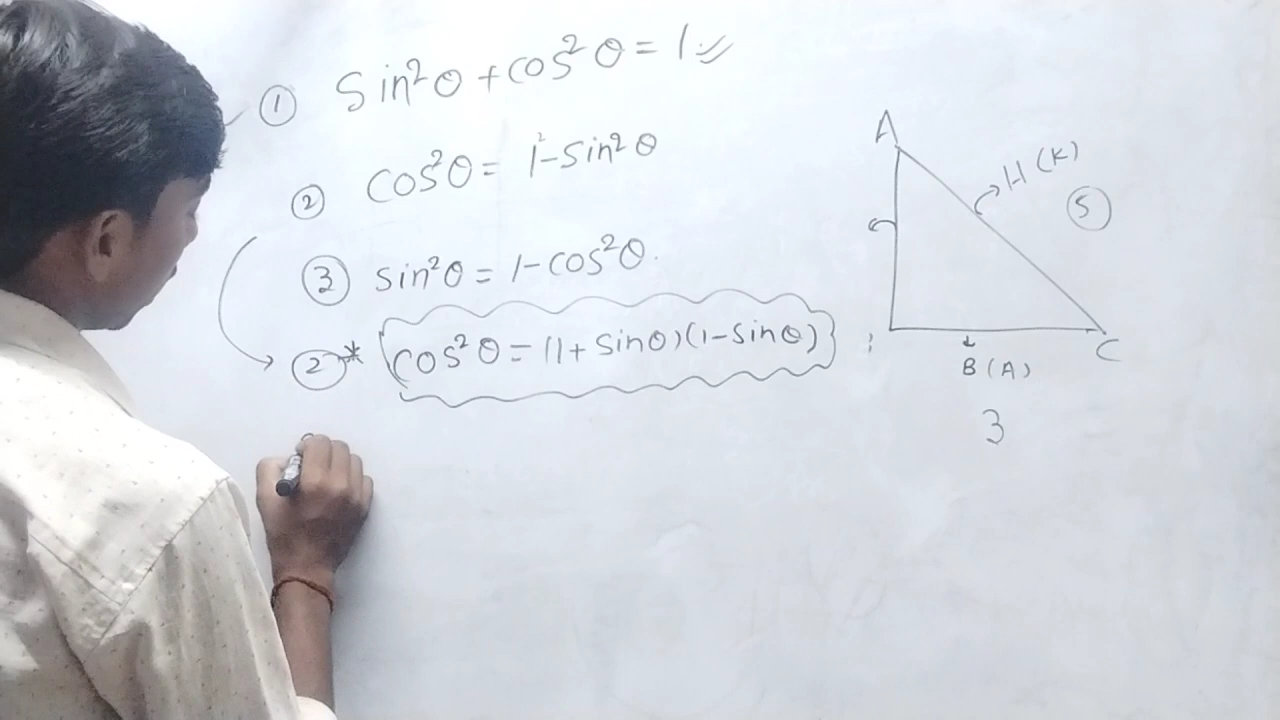 ① Sin²θ + cos²θ = 1
② cos²θ = 1² - sin²θ
③ sin²θ = 1 - cos²θ.
②* cos²θ = (1 + sinθ)(1 - sinθ)
A
H (K)
5
C
B (A)
3